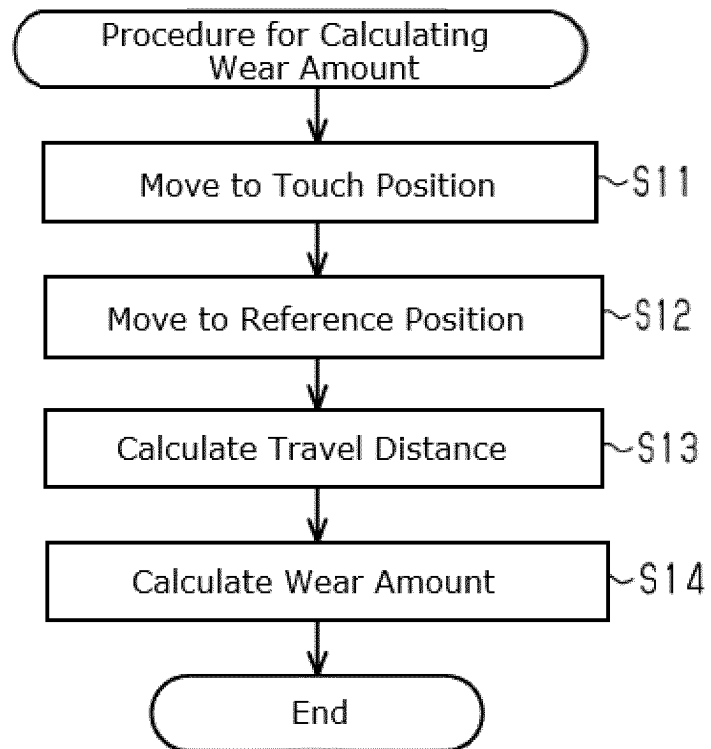 Procedure for Calculating
Wear Amount
Move to Touch Position
S11
Move to Reference Position
S12
Calculate Travel Distance
S13
Calculate Wear Amount
S14
End